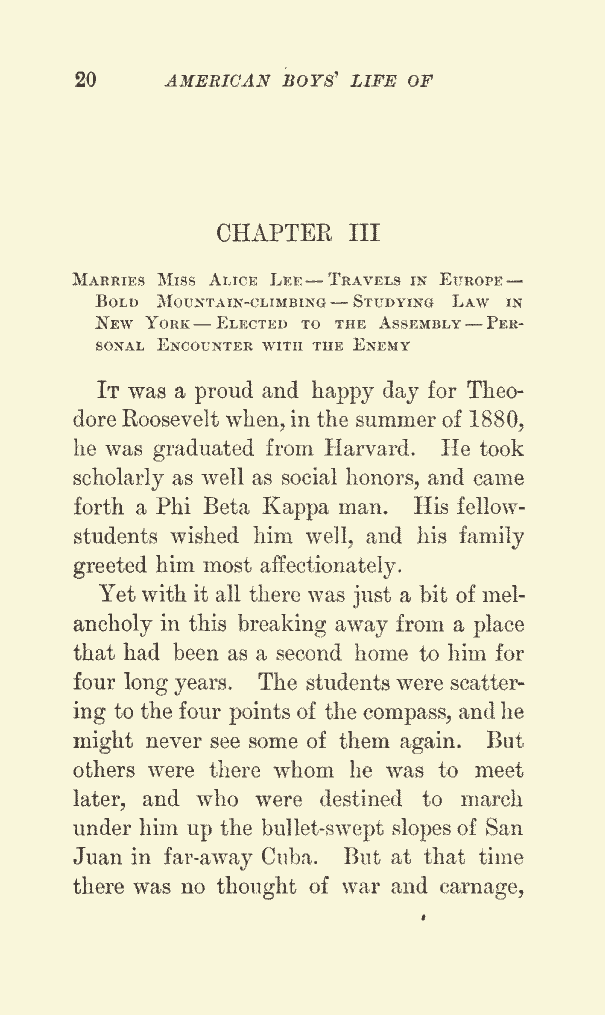 20 AMERICAN BOYS' LIFE OF
CHAPTER III
Marries Miss Alice Lee — Travels in Europe —
Bold Mountain-climbing — Studying Law in
New York — Elected to the Assembly — Per-
sonal Encounter with the Enemy
It was a proud and happy day for Theo-
dore Roosevelt when, in the summer of 1880,
he was graduated from Harvard. He took
scholarly as well as social honors, and came
forth a Phi Beta Kappa man. His fellow-
students wished him well, and his family
greeted him most affectionately.
Yet with it all there was just a bit of mel-
ancholy in this breaking away from a place
that had been as a second home to him for
four long years. The students were scatter-
ing to the four points of the compass, and he
might never see some of them again. But
others were there whom he was to meet
later, and who were destined to march
under him up the bullet-swept slopes of San
Juan in far-away Cuba. But at that time
there was no thought of war and carnage,